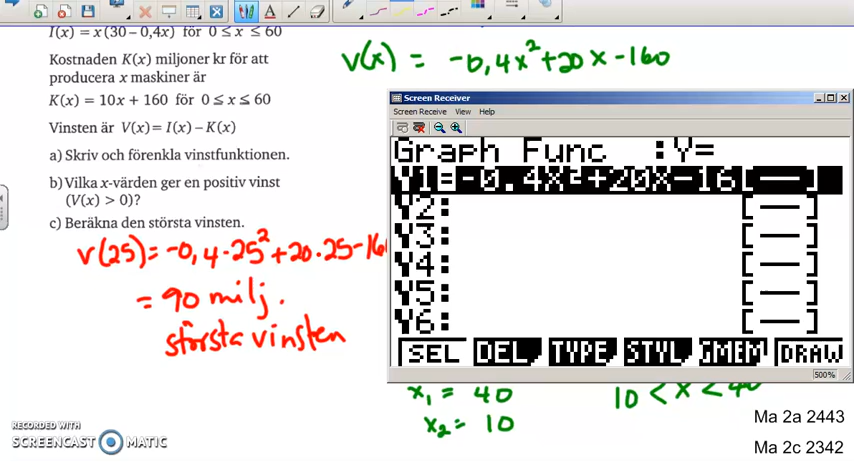 I(x) = x(30 – 0,4x) för 0 ≤ x ≤ 60
Kostnaden K(x) miljoner kr för att
producera x maskiner är
K(x) = 10x + 160 för 0 ≤ x ≤ 60
Vinsten är V(x) = I(x) – K(x)
a) Skriv och förenkla vinstfunktionen.
b) Vilka x-värden ger en positiv vinst
(V(x) > 0)?
c) Beräkna den största vinsten.
v(x) = -0,4x²+20x-160
v(25) = -0,4·25²+20·25-160
= 90 milj.
största vinsten
Screen Receiver
Screen Receive View Help
Graph Func :Y=
Y1=-0.4X²+20X-16[—]
Y2: [—]
Y3: [—]
Y4: [—]
Y5: [—]
Y6: [—]
SEL DEL TYPE STYL GMEM DRAW
500%
x₁ = 40
x₂ = 10
10 < x < 40
Ma 2a 2443
Ma 2c 2342
RECORDED WITH
SCREENCAST MATIC